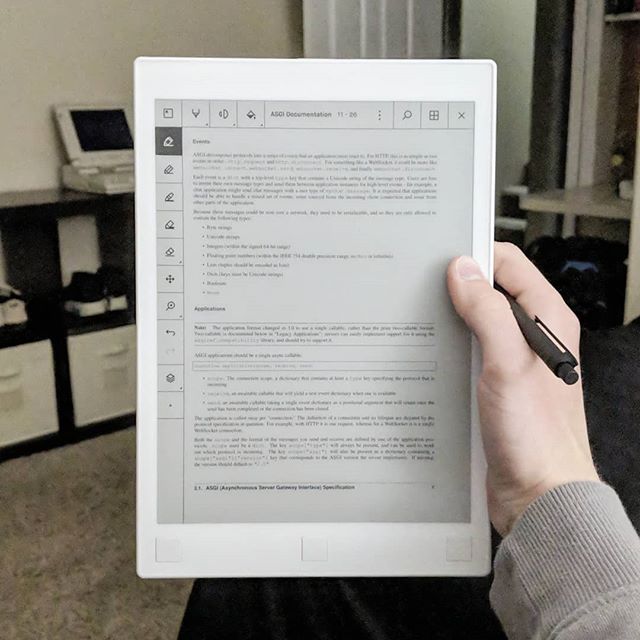 ASGI Documentation 11 - 26
Events
ASGI decomposes protocols into a series of events that an application must react to. For HTTP, this is as simple as two
events in order - http.request and http.disconnect. For something like a WebSocket, it could be more like
websocket.connect, websocket.send, websocket.receive, and finally websocket.disconnect.
Each event is a dict with a top-level type key that contains a Unicode string of the message type. Users are free
to invent their own message types and send them between application instances for high-level events - for example, a
chat application might send chat messages with a user type of mychat.message. It is expected that applications
should be able to handle a mixed set of events, some sourced from the incoming client connection and some from
other parts of the application.
Because these messages could be sent over a network, they need to be serializable, and so they are only allowed to
contain the following types:
• Byte strings
• Unicode strings
• Integers (within the signed 64-bit range)
• Floating point numbers (within the IEEE 754 double precision range, no Nan or infinities)
• Lists (tuples should be encoded as lists)
• Dicts (keys must be Unicode strings)
• Booleans
• None
Applications
Note: The application format changed in 3.0 to use a single callable, rather than the prior two-callable format.
Two-callable is documented below in "Legacy Applications"; servers can easily implement support for it using the
asgiref.compatibility library, and should try to support it.
ASGI applications should be a single async callable:
coroutine application(scope, receive, send)
• scope: The connection scope, a dictionary that contains at least a type key specifying the protocol that is
incoming
• receive, an awaitable callable that will yield a new event dictionary when one is available
• send, an awaitable callable taking a single event dictionary as a positional argument that will return once the
send has been completed or the connection has been closed
The application is called once per "connection". The definition of a connection and its lifespan are dictated by the
protocol specification in question. For example, with HTTP it is one request, whereas for a WebSocket it is a single
WebSocket connection.
Both the scope and the format of the messages you send and receive are defined by one of the application pro-
tocols. scope must be a dict. The key scope["type"] will always be present, and can be used to work
out which protocol is incoming. The key scope["asgi"] will also be present as a dictionary containing a
scope["asgi"]["version"] key that corresponds to the ASGI version the server implements. If missing,
the version should default to "2.0".
2.1. ASGI (Asynchronous Server Gateway Interface) Specification